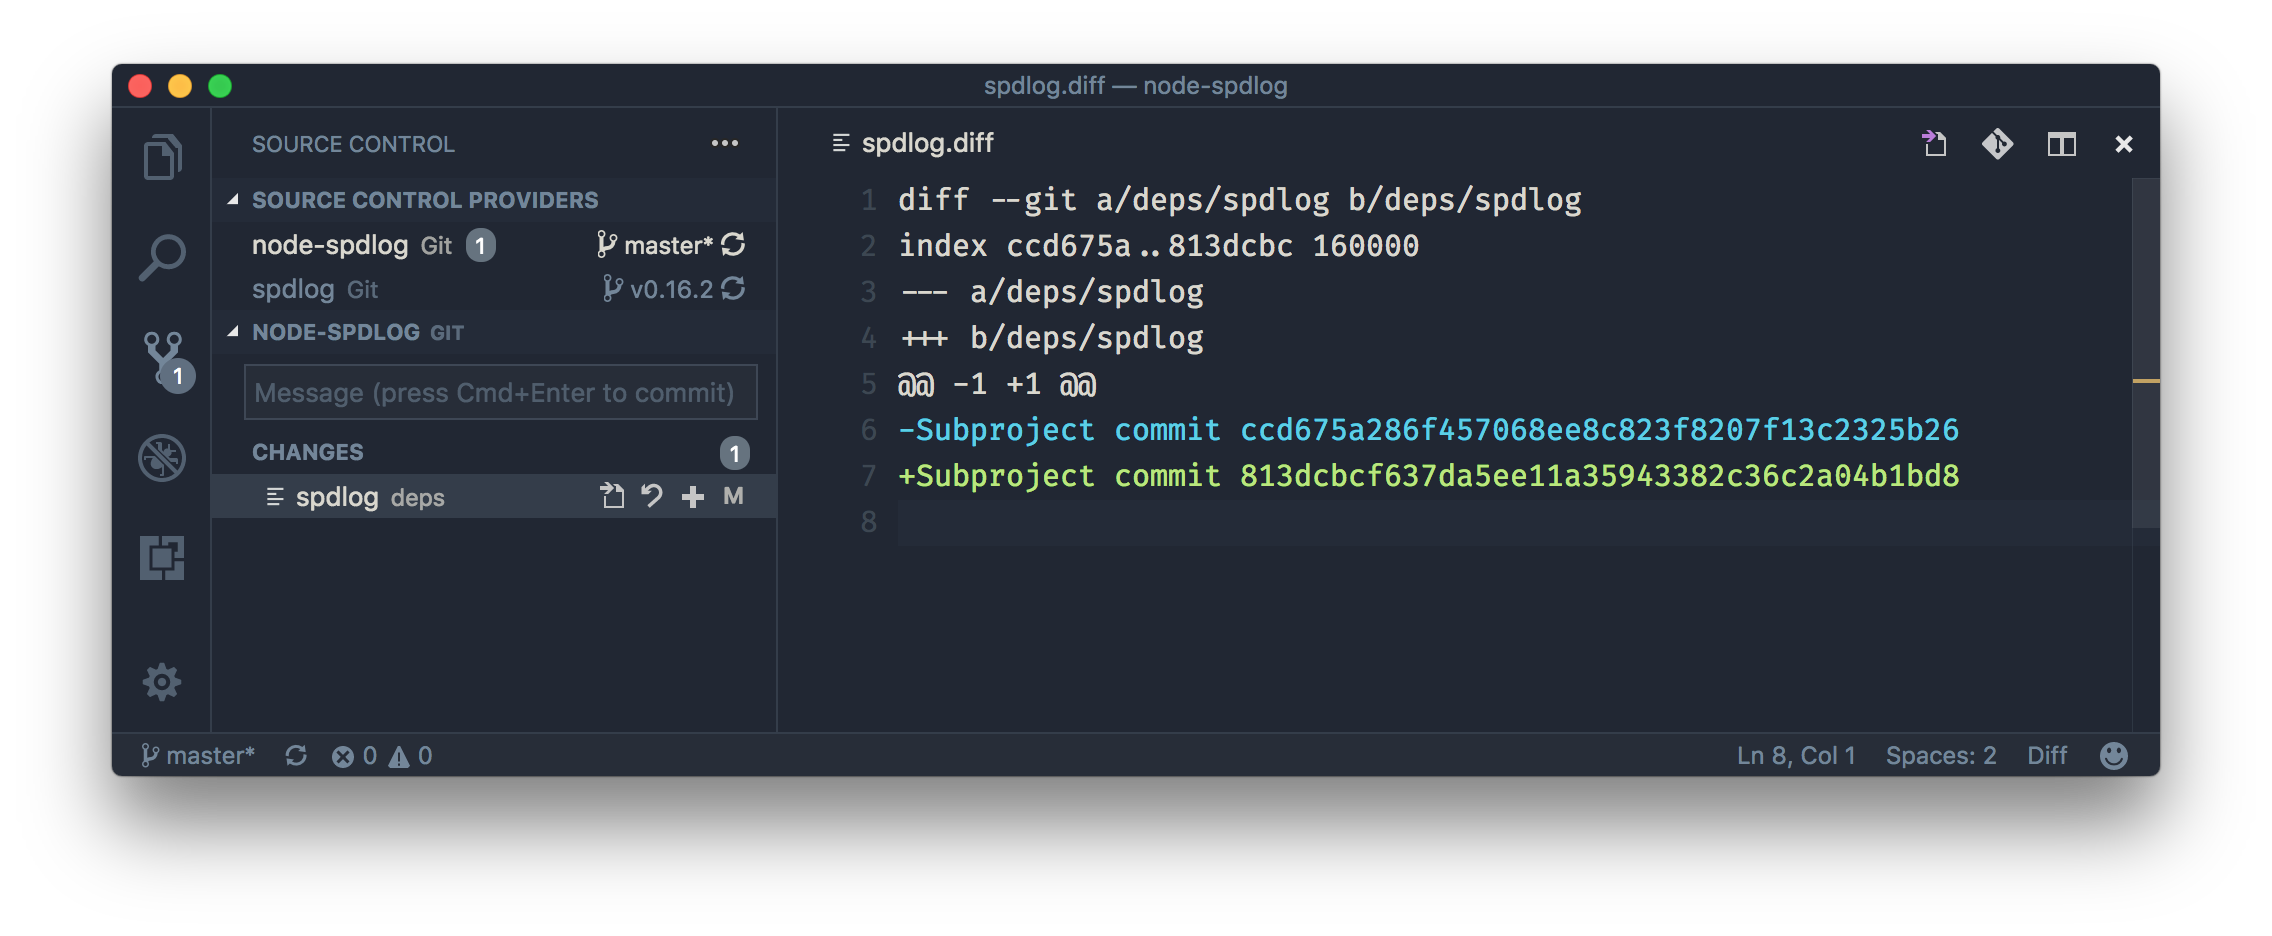 spdlog.diff — node-spdlog
SOURCE CONTROL
SOURCE CONTROL PROVIDERS
node-spdlog Git 1 master*
spdlog Git v0.16.2
NODE-SPDLOG GIT
1
Message (press Cmd+Enter to commit)
CHANGES 1
spdlog deps M
spdlog.diff
1 diff --git a/deps/spdlog b/deps/spdlog
2 index ccd675a..813dcbc 160000
3 --- a/deps/spdlog
4 +++ b/deps/spdlog
5 @@ -1 +1 @@
6 -Subproject commit ccd675a286f457068ee8c823f8207f13c2325b26
7 +Subproject commit 813dcbcf637da5ee11a35943382c36c2a04b1bd8
8
master* 0 0
Ln 8, Col 1 Spaces: 2 Diff